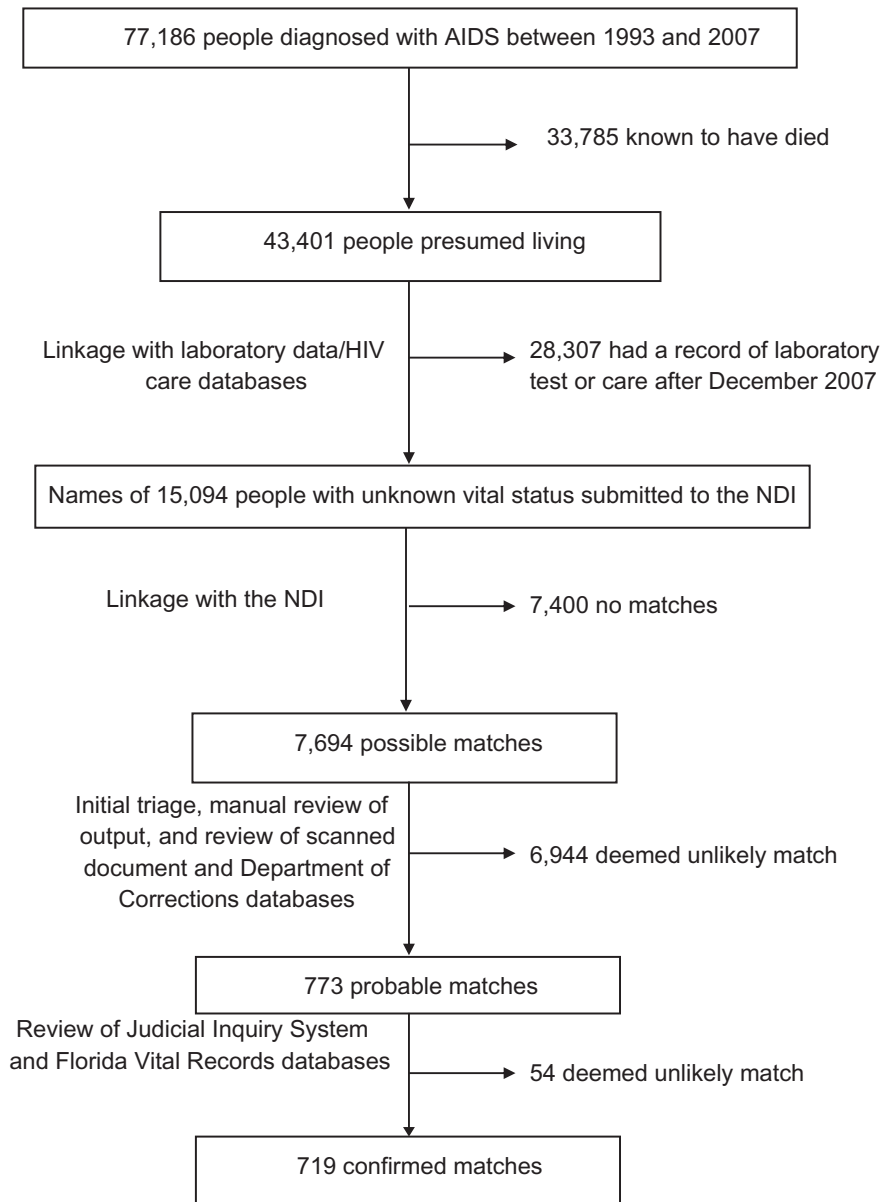 77,186 people diagnosed with AIDS between 1993 and 2007
33,785 known to have died
43,401 people presumed living
Linkage with laboratory data/HIV
care databases
28,307 had a record of laboratory
test or care after December 2007
Names of 15,094 people with unknown vital status submitted to the NDI
Linkage with the NDI
7,400 no matches
7,694 possible matches
Initial triage, manual review of
output, and review of scanned
document and Department of
Corrections databases
6,944 deemed unlikely match
773 probable matches
Review of Judicial Inquiry System
and Florida Vital Records databases
54 deemed unlikely match
719 confirmed matches